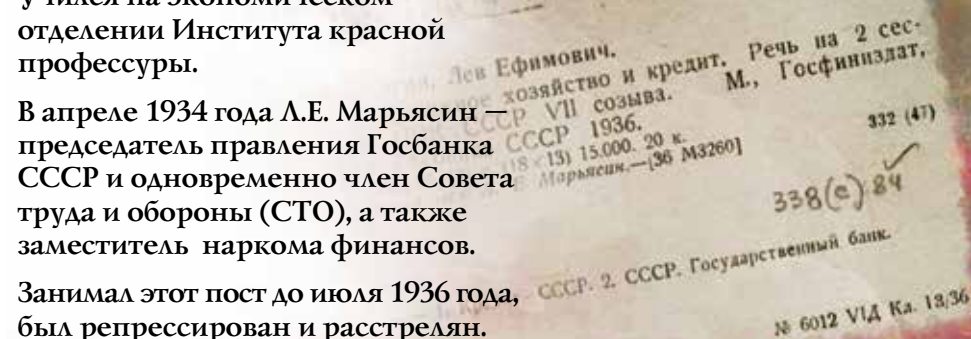 учился на экономическом
отделении Института красной
профессуры.
В апреле 1934 года Л.Е. Марьясин —
председатель правления Госбанка
СССР и одновременно член Совета
труда и обороны (СТО), а также
заместитель наркома финансов.
Занимал этот пост до июля 1936 года,
был репрессирован и расстрелян.
Лев Ефимович.
хозяйство и кредит. Речь на 2 сес-
СССР VII созыва. М., Госфиниздат,
СССР 1936.
13) 15.000. 20 к. 332 (47)
Марьясин.—[36 М3260]
338(с) 84
СССР. 2. СССР. Государственный банк.
№ 6012 VIД Кл. 18/36